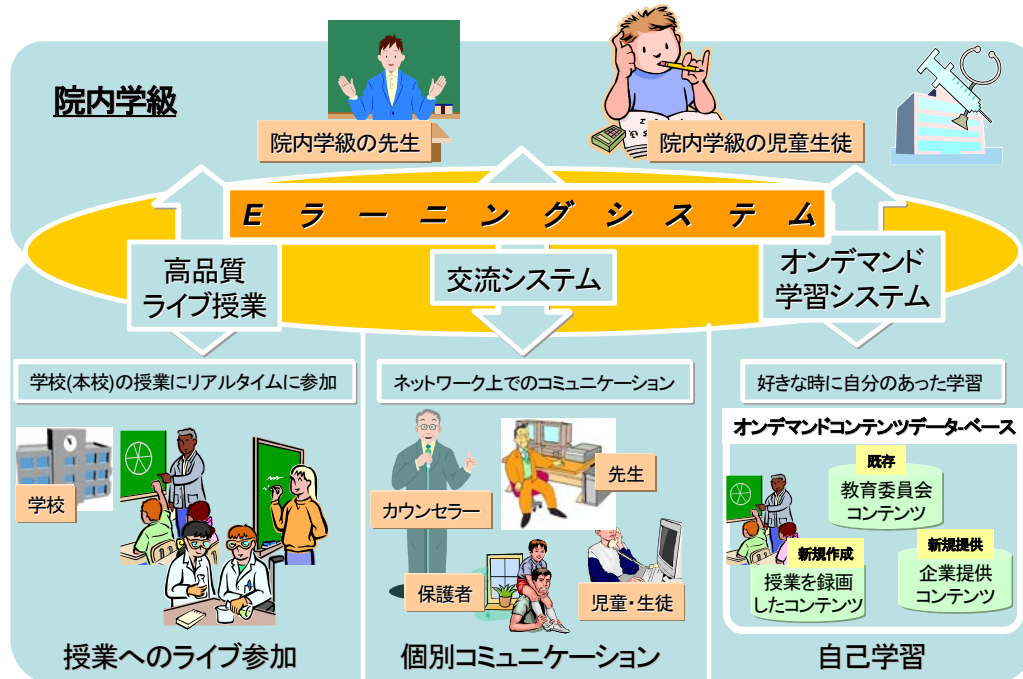 院内学級
院内学級の先生
院内学級の児童生徒
Eラーニングシステム
高品質
ライブ授業
交流システム
オンデマンド
学習システム
学校(本校)の授業にリアルタイムに参加
ネットワーク上でのコミュニケーション
好きな時に自分のあった学習
学校
カウンセラー
先生
保護者
児童・生徒
オンデマンドコンテンツデータ-ベース
既存
教育委員会
コンテンツ
新規作成
授業を録画
したコンテンツ
新規提供
企業提供
コンテンツ
授業へのライブ参加
個別コミュニケーション
自己学習